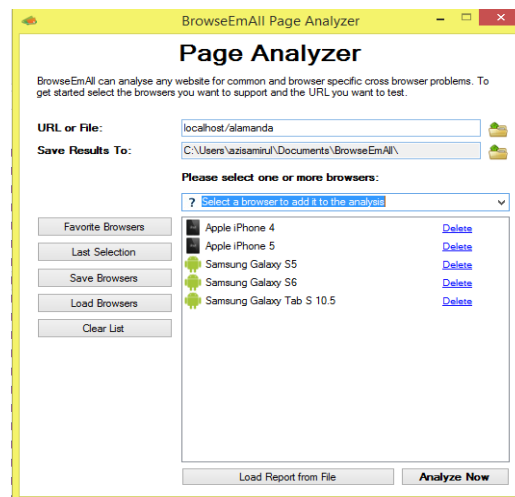 BrowseEmAll Page Analyzer
Page Analyzer
BrowseEmAll can analyse any website for common and browser specific cross browser problems. To
get started select the browsers you want to support and the URL you want to test.
URL or File:
localhost/alamanda
Save Results To:
C:\Users\azisamirul\Documents\BrowseEmAll\
Please select one or more browsers:
? Select a browser to add it to the analysis
Favorite Browsers
Last Selection
Save Browsers
Load Browsers
Clear List
Apple iPhone 4 Delete
Apple iPhone 5 Delete
Samsung Galaxy S5 Delete
Samsung Galaxy S6 Delete
Samsung Galaxy Tab S 10.5 Delete
Load Report from File
Analyze Now